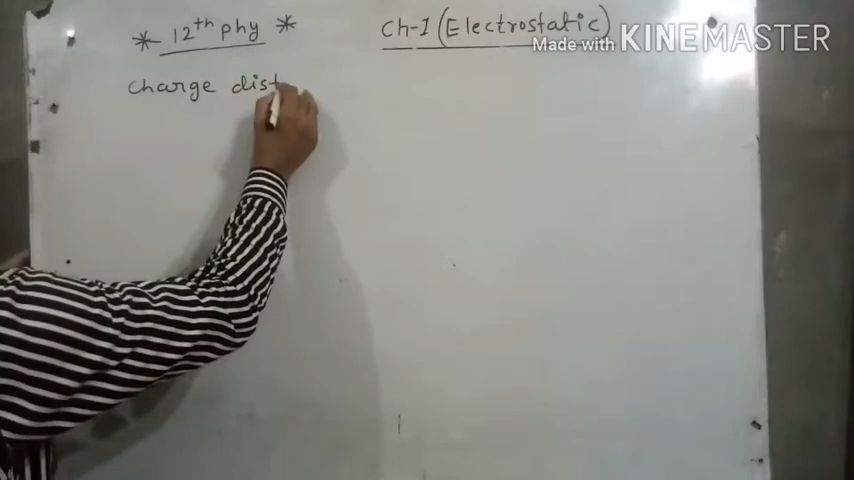 * 12th phy * Ch-1 (Electrostatic)
Made with KINEMASTER
Charge dist